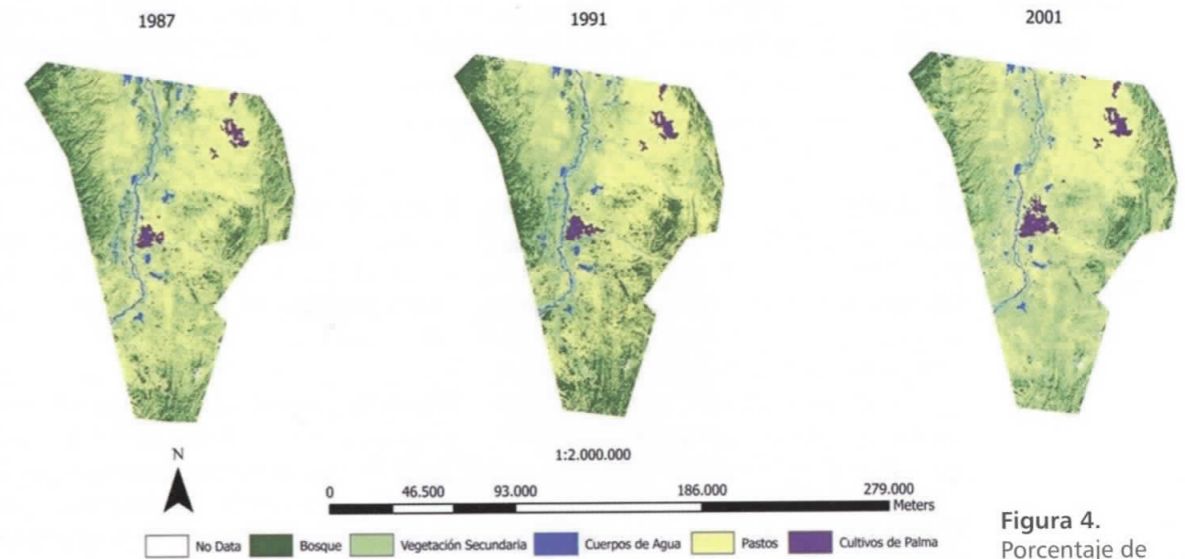 1987 1991 2001
N
1:2.000.000
0 46.500 93.000 186.000 279.000
Meters
No Data Bosque Vegetación Secundaria Cuerpos de Agua Pastos Cultivos de Palma
Figura 4.
Porcentaje de